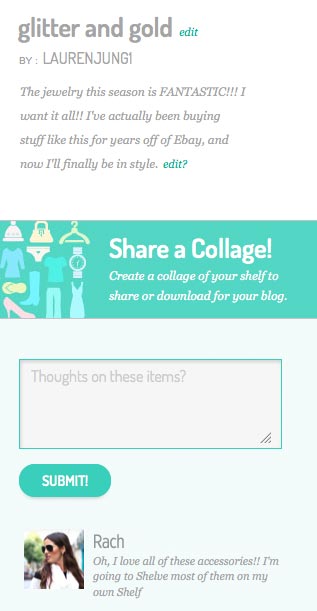 glitter and gold edit
BY : LAURENJUNG1
The jewelry this season is FANTASTIC!!! I
want it all!! I've actually been buying
stuff like this for years off of Ebay, and
now I'll finally be in style. edit?
Share a Collage!
Create a collage of your shelf to
share or download for your blog.
Thoughts on these items?
SUBMIT!
Rach
Oh, I love all of these accessories!! I'm
going to Shelve most of them on my
own Shelf